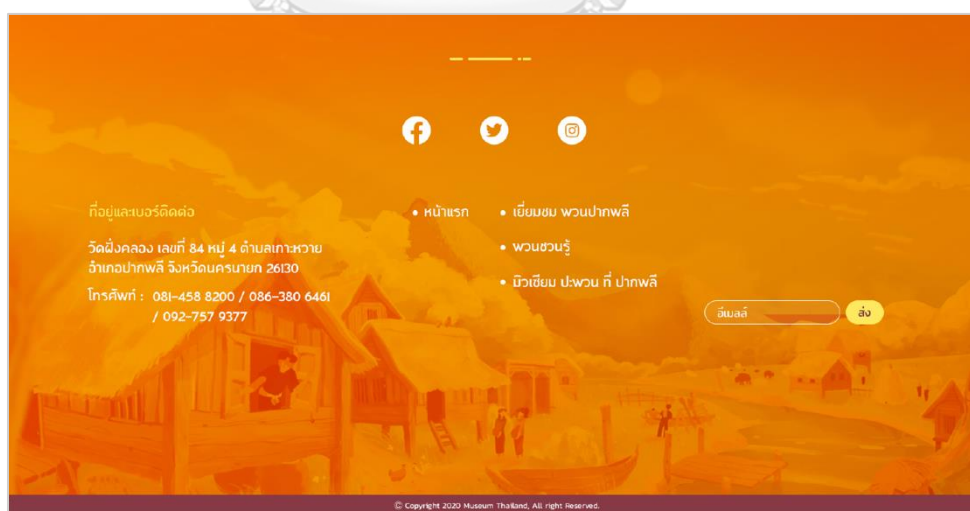 ที่อยู่และเบอร์ติดต่อ
วัดฝั่งคลอง เลขที่ 84 หมู่ 4 ตำบลเกาะหวาย
อำเภอปากพลี จังหวัดนครนายก 26130
โทรศัพท์ : 081-458 8200 / 086-380 6461
/ 092-757 9377
• หน้าแรก
• เยี่ยมชม พวนปากพลี
• พวนชวนรู้
• มิวเซียม ปะพวน ที่ ปากพลี
อีเมลล์
ส่ง
© Copyright 2020 Museum Thailand, All right Reserved.